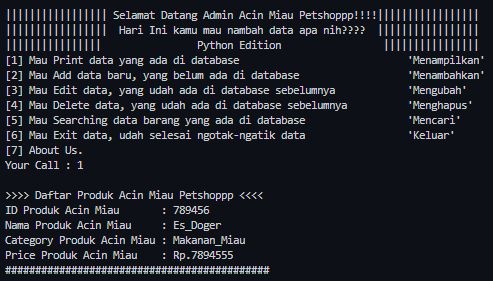 ||||||||||||||||| Selamat Datang Admin Acin Miau Petshoppp!!!!|||||||||||||||||
|||||||||||||||||  Hari Ini kamu mau nambah data apa nih????  |||||||||||||||||
||||||||||||||||                Python Edition                 ||||||||||||||||
[1] Mau Print data yang ada di database 'Menampilkan'
[2] Mau Add data baru, yang belum ada di database 'Menambahkan'
[3] Mau Edit data, yang udah ada di database sebelumnya 'Mengubah'
[4] Mau Delete data, yang udah ada di database sebelumnya 'Menghapus'
[5] Mau Searching data barang yang ada di database 'Mencari'
[6] Mau Exit data, udah selesai ngotak-ngatik data 'Keluar'
[7] About Us.
Your Call : 1
>>>> Daftar Produk Acin Miau Petshoppp <<<<
ID Produk Acin Miau : 789456
Nama Produk Acin Miau : Es_Doger
Category Produk Acin Miau : Makanan_Miau
Price Produk Acin Miau : Rp.7894555
############################################